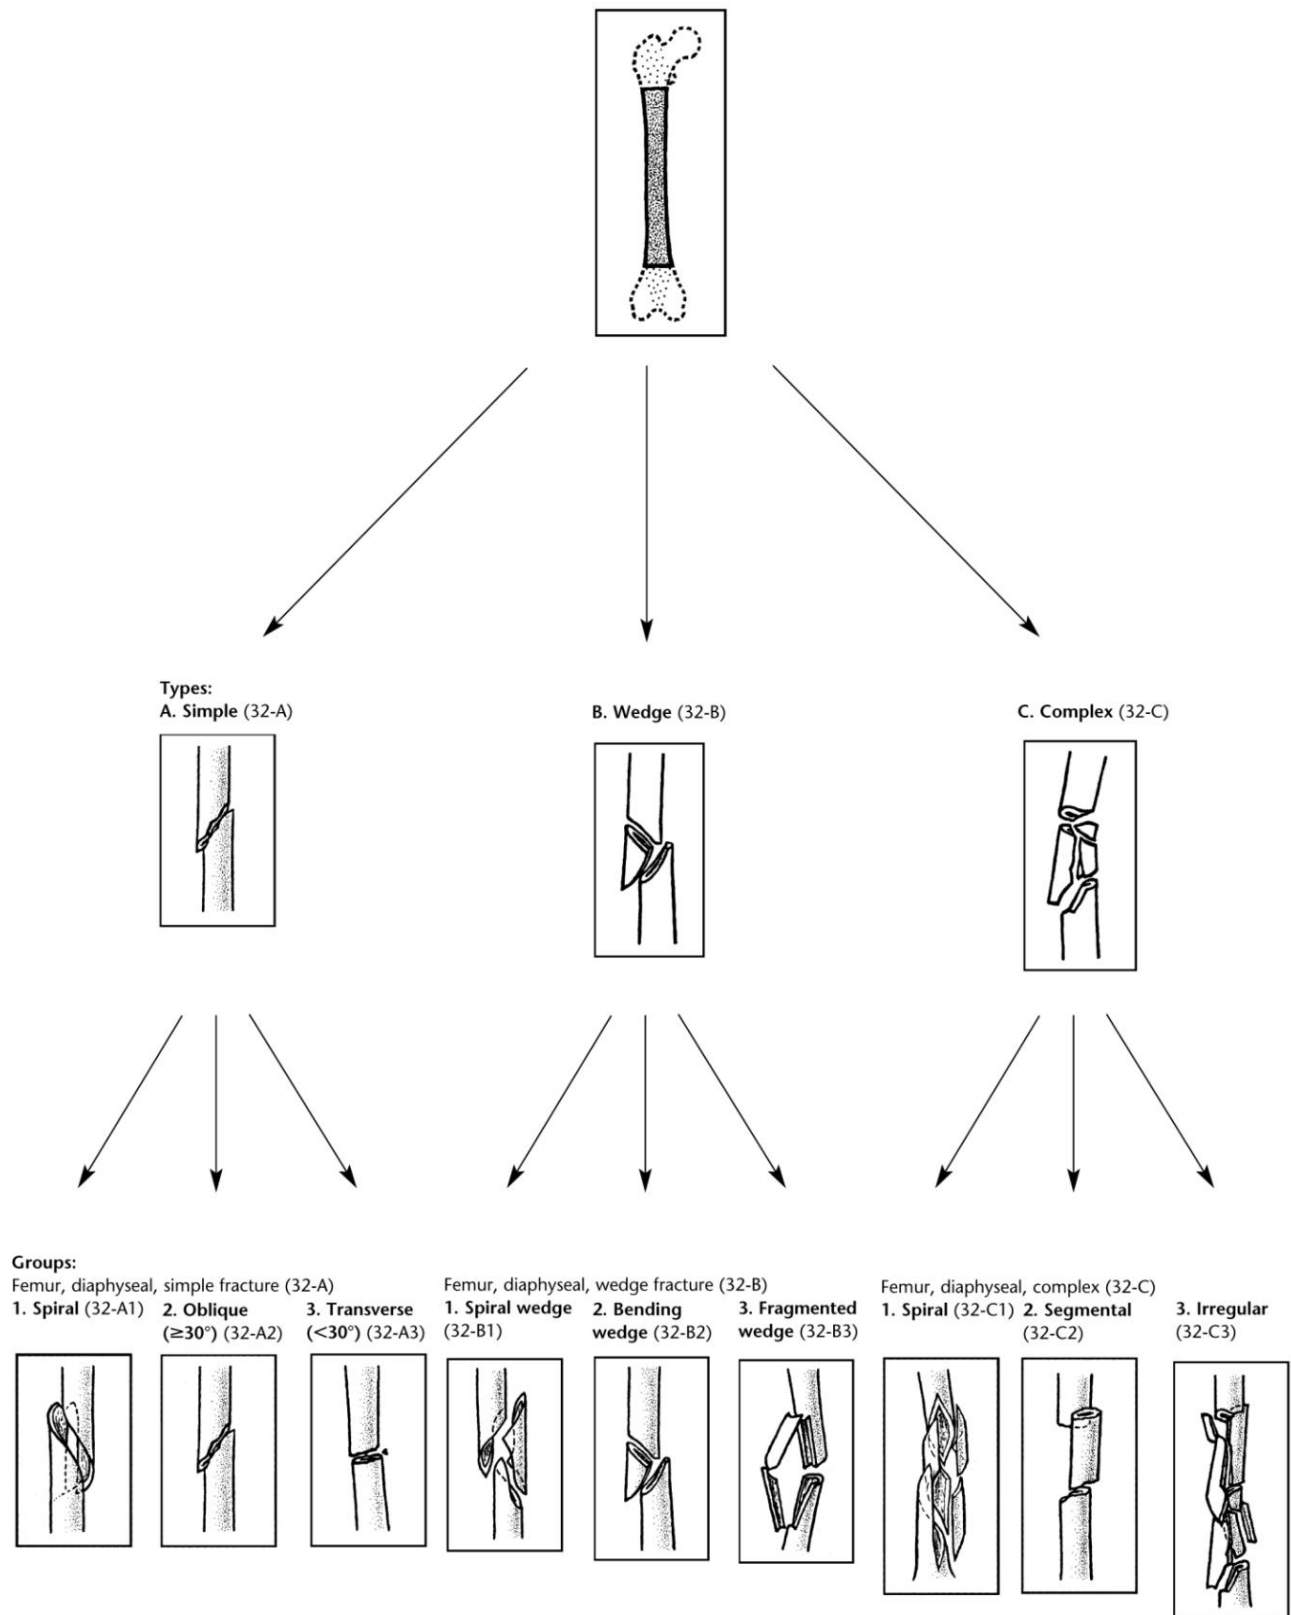 Types:
A. Simple (32-A)
B. Wedge (32-B)
C. Complex (32-C)
Groups:
Femur, diaphyseal, simple fracture (32-A)
1. Spiral (32-A1)
2. Oblique
(≥30°) (32-A2)
3. Transverse
(<30°) (32-A3)
Femur, diaphyseal, wedge fracture (32-B)
1. Spiral wedge
(32-B1)
2. Bending
wedge (32-B2)
3. Fragmented
wedge (32-B3)
Femur, diaphyseal, complex (32-C)
1. Spiral (32-C1)
2. Segmental
(32-C2)
3. Irregular
(32-C3)